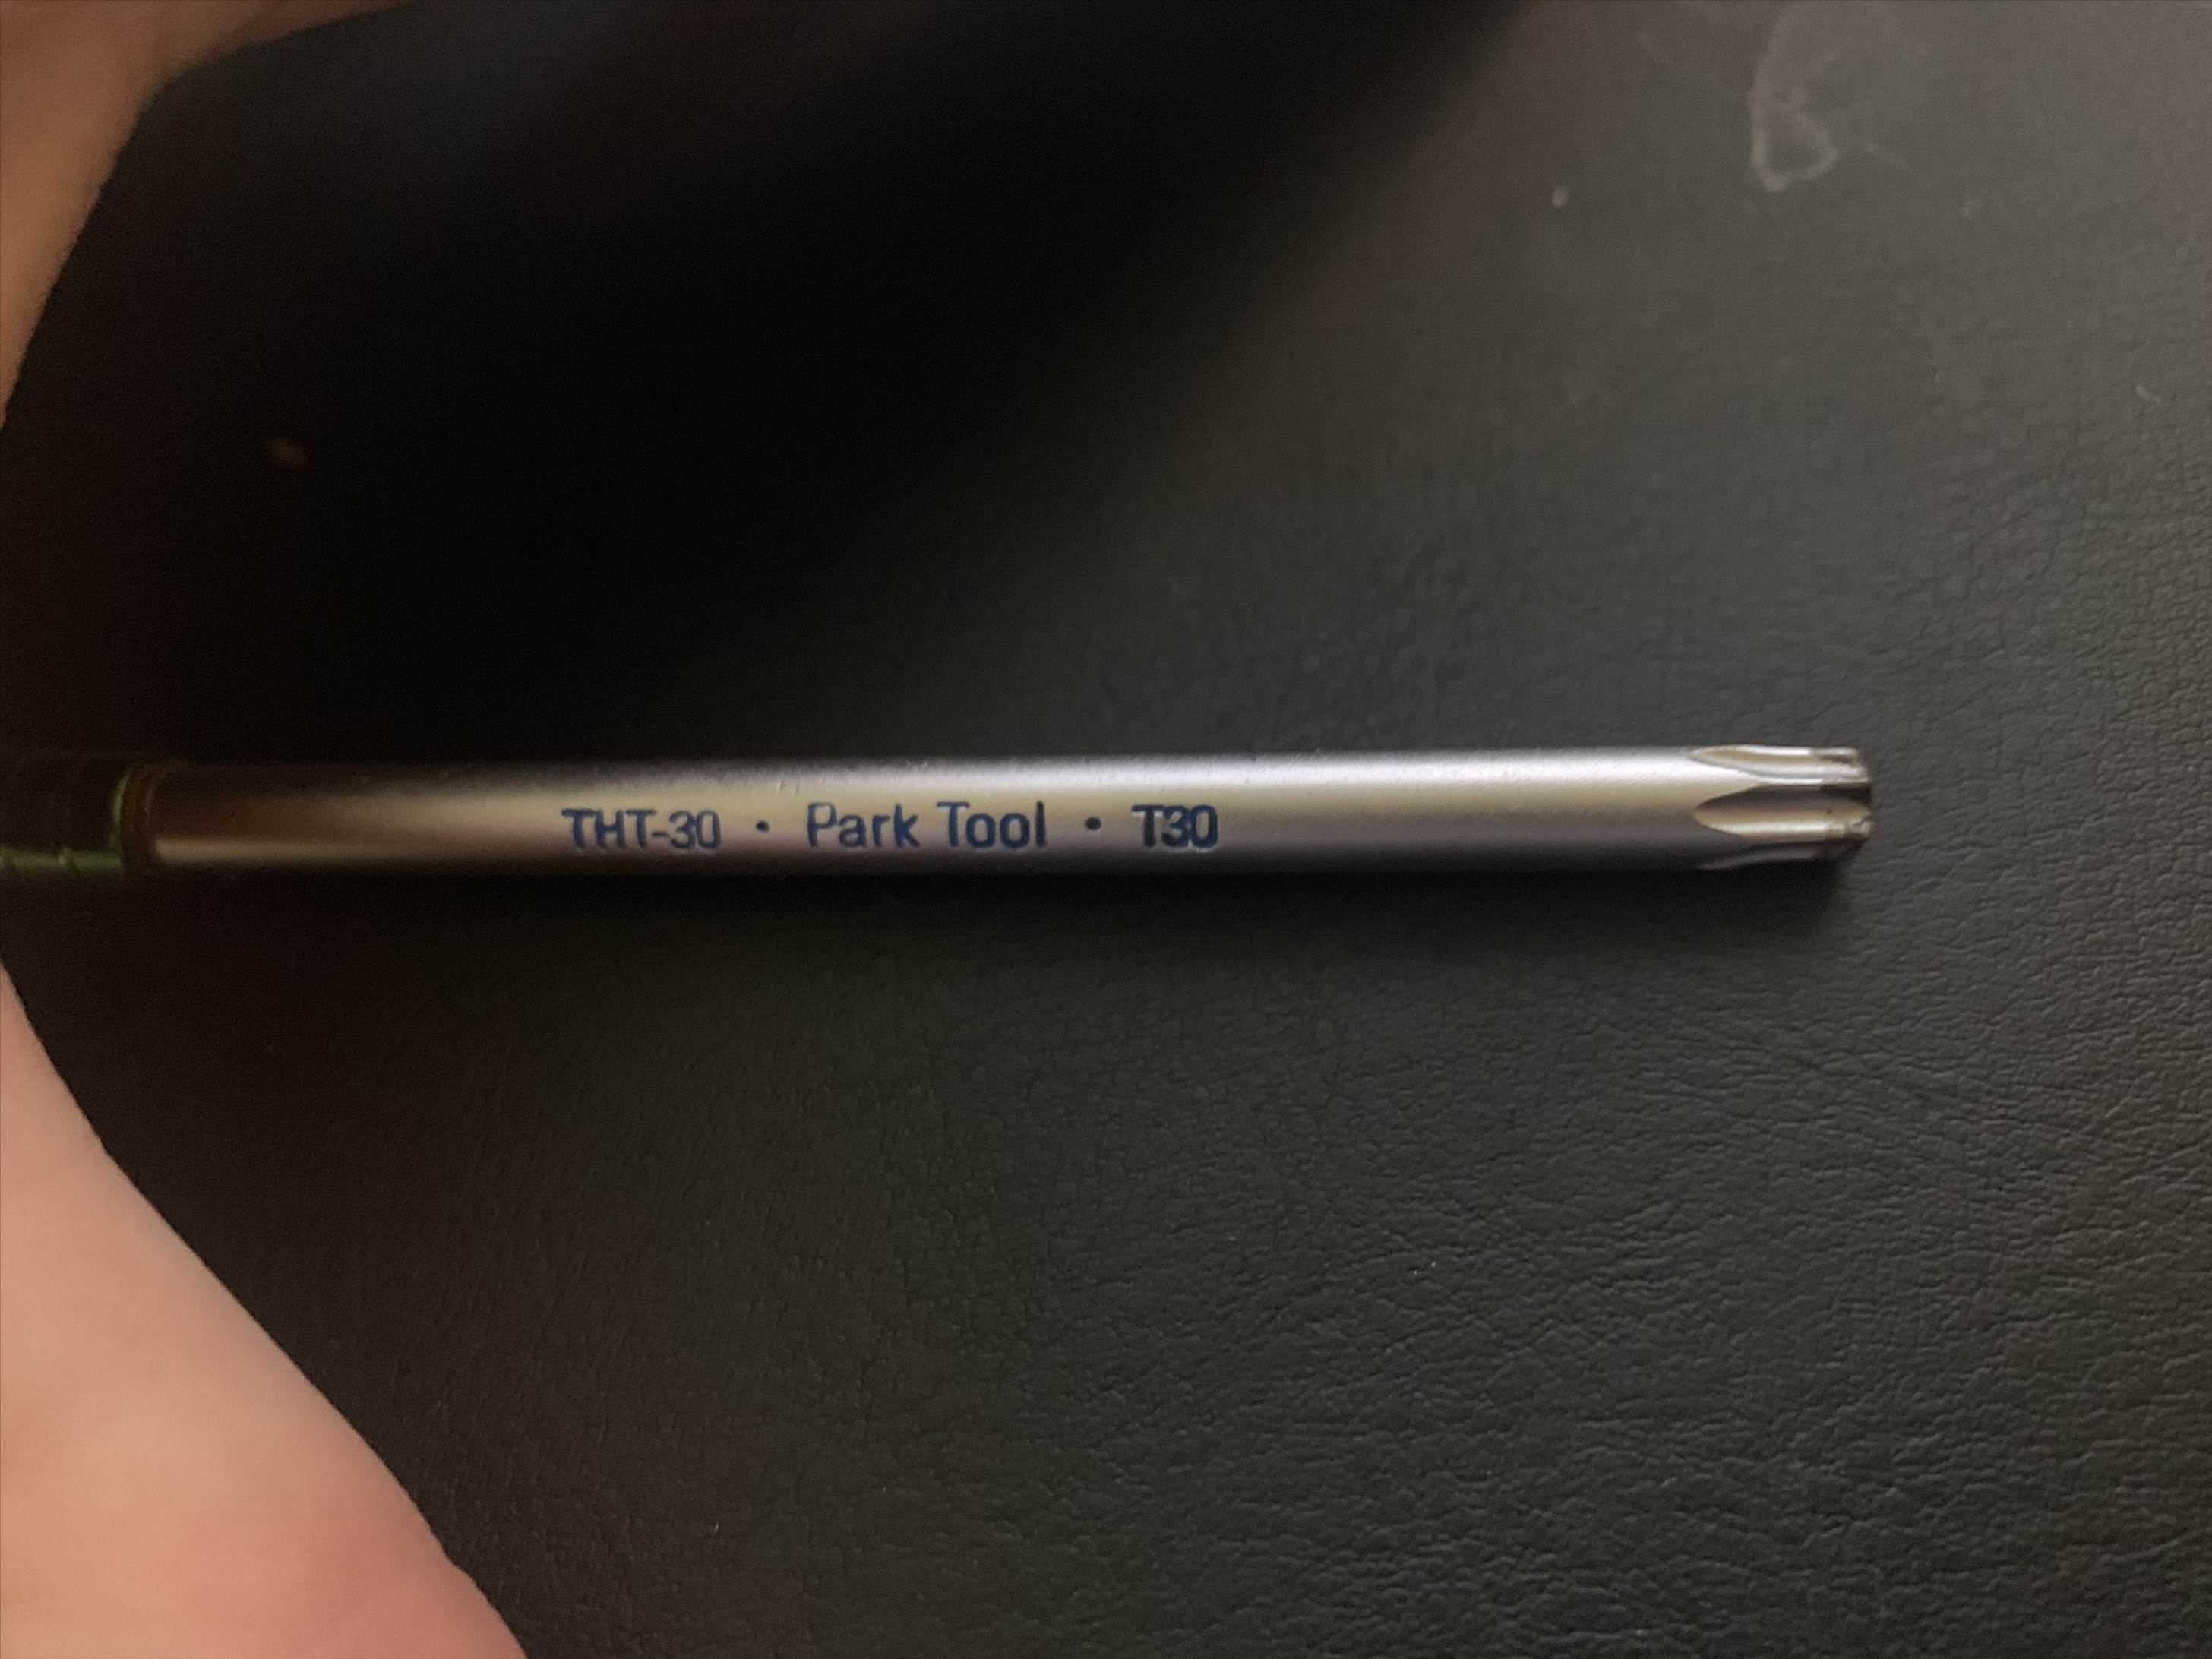 THT-30 • Park Tool • T30